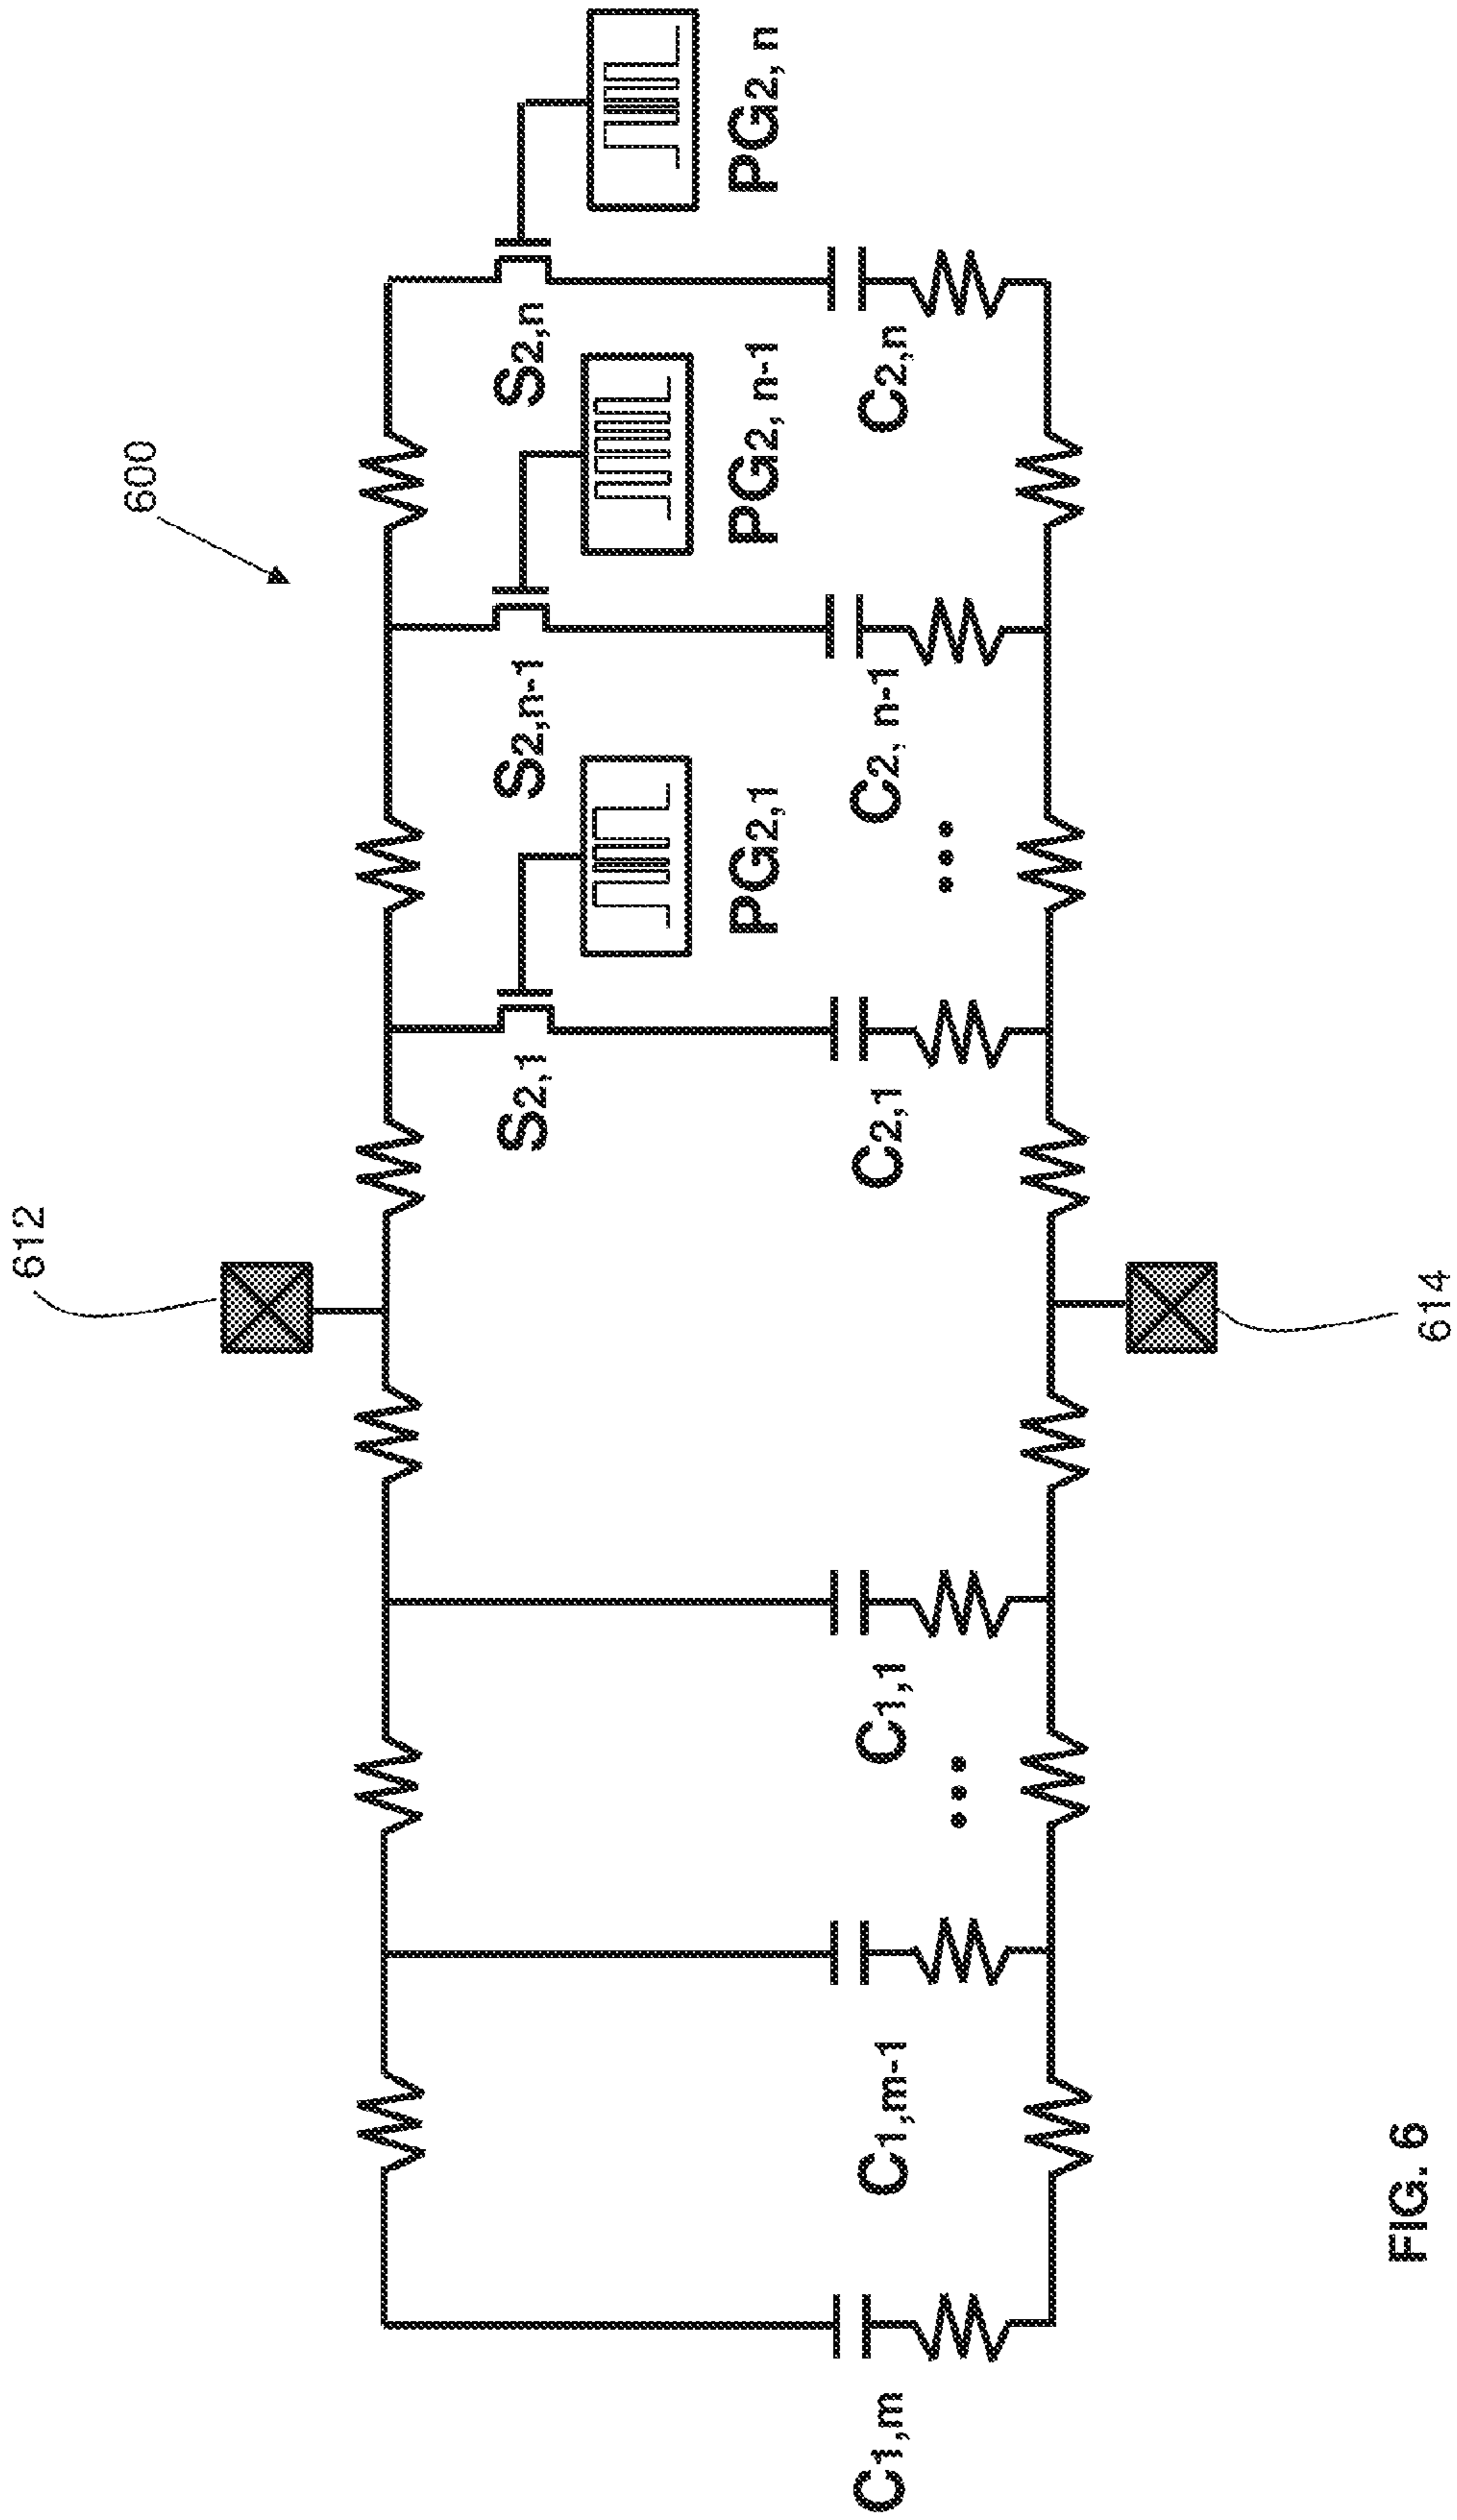 600
612
PG2, n
S2,n
PG2, n-1
S2,n-1
PG2,1
S2,1
C1,m
C1,m-1
...
C1,1
C2,1
...
C2, n-1
C2,n
614
FIG. 6